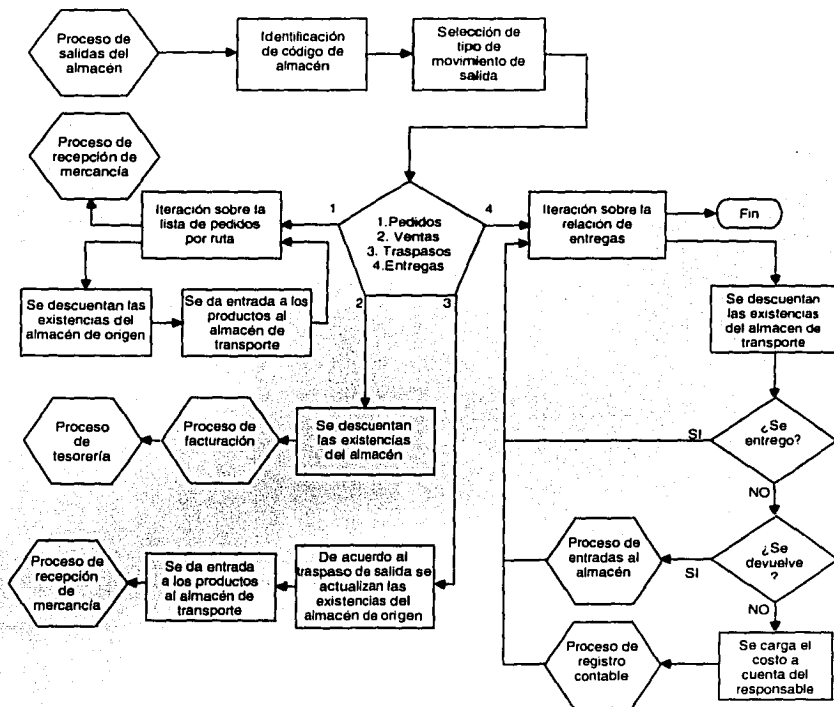 Proceso de
salidas del
almacén
Identificación
de código de
almacén
Selección de
tipo de
movimiento de
salida
Proceso de
recepción de
mercancía
Iteración sobre la
lista de pedidos
por ruta
1
1.Pedidos
2. Ventas
3. Traspasos
4.Entregas
4
2
3
Iteración sobre la
relación de
entregas
Fin
Se descuentan las
existencias del
almacén de origen
Se da entrada a los
productos al
almacén de
transporte
Se descuentan
las existencias
del almacen de
transporte
Proceso
de
tesorería
Proceso de
facturación
Se descuentan
las existencias
del almacén
¿Se
entrego?
SI
NO
Proceso de
recepción
de
mercancía
Se da entrada
a los productos
al almacén de
transporte
De acuerdo al
traspaso de salida se
actualizan las
existencias del
almacén de origen
Proceso de
entradas al
almacén
SI
¿Se
devuelve
?
NO
Proceso de
registro
contable
Se carga el
costo a
cuenta del
responsable